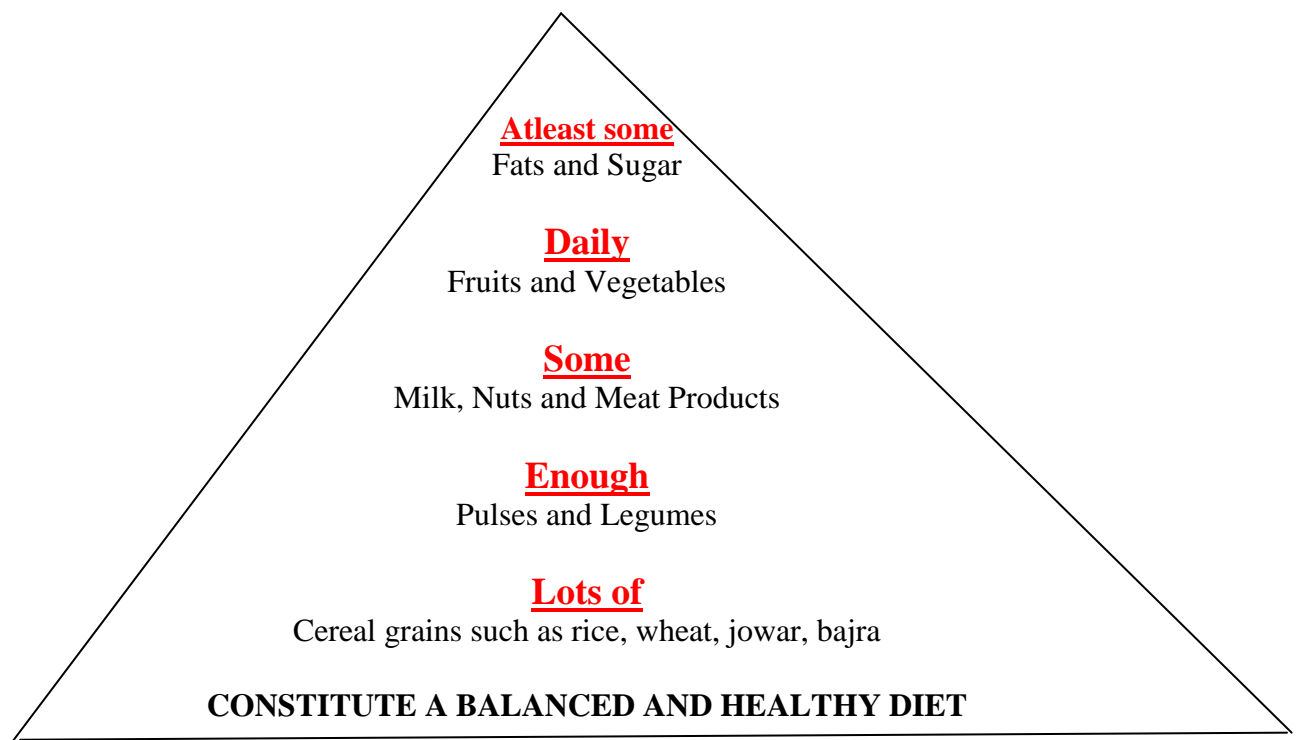 Atleast some
Fats and Sugar
Daily
Fruits and Vegetables
Some
Milk, Nuts and Meat Products
Enough
Pulses and Legumes
Lots of
Cereal grains such as rice, wheat, jowar, bajra
CONSTITUTE A BALANCED AND HEALTHY DIET